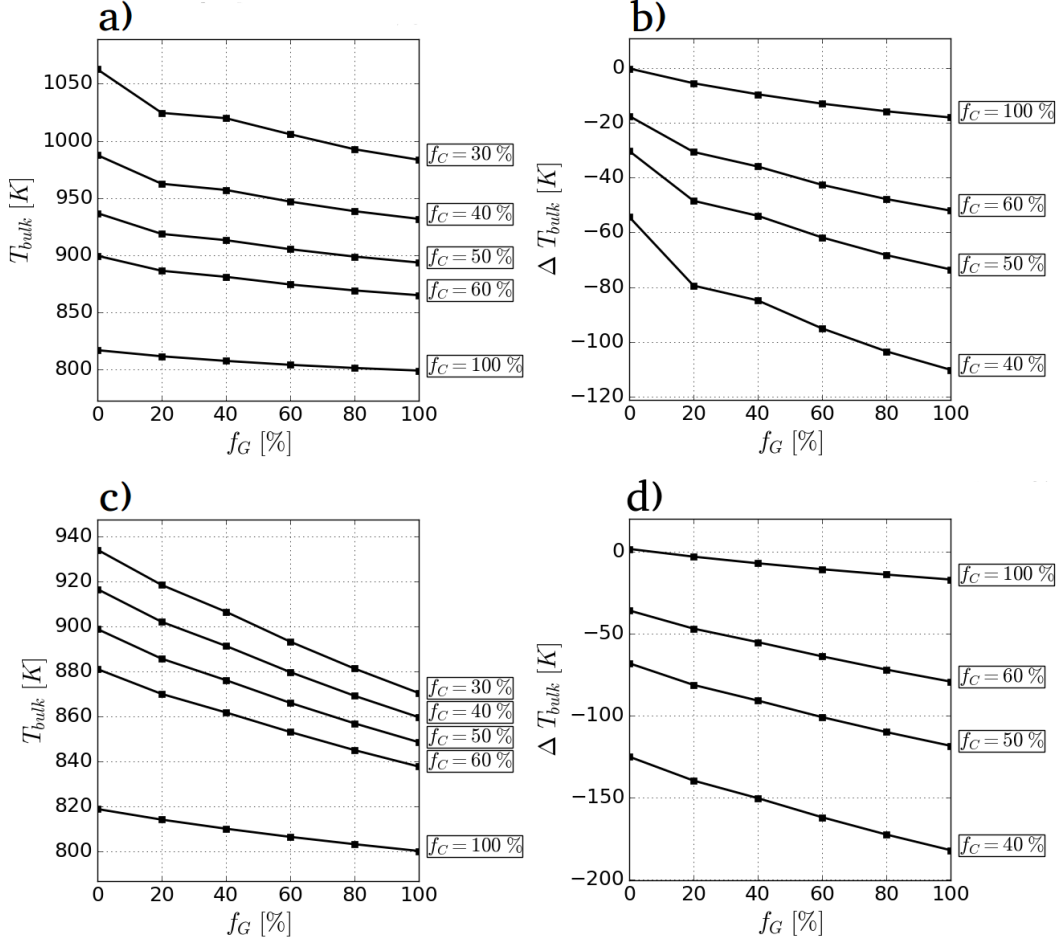 a)
1050
1000
950
900
850
800
T_bulk [K]
0 20 40 60 80 100
f_G [%]
f_C = 30 %
f_C = 40 %
f_C = 50 %
f_C = 60 %
f_C = 100 %
b)
0
−20
−40
−60
−80
−100
−120
Δ T_bulk [K]
0 20 40 60 80 100
f_G [%]
f_C = 100 %
f_C = 60 %
f_C = 50 %
f_C = 40 %
c)
940
920
900
880
860
840
820
800
T_bulk [K]
0 20 40 60 80 100
f_G [%]
f_C = 30 %
f_C = 40 %
f_C = 50 %
f_C = 60 %
f_C = 100 %
d)
0
−50
−100
−150
−200
Δ T_bulk [K]
0 20 40 60 80 100
f_G [%]
f_C = 100 %
f_C = 60 %
f_C = 50 %
f_C = 40 %